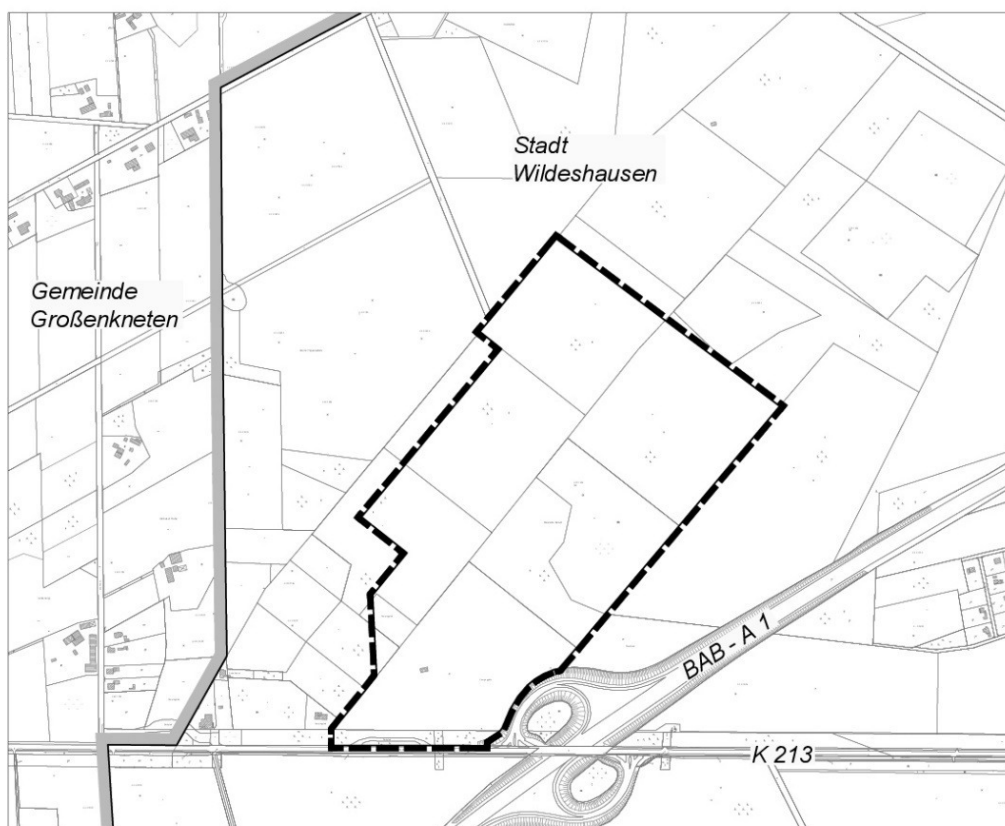 Stadt
Wildeshausen
Gemeinde
Großenkneten
BAB - A 1
K 213